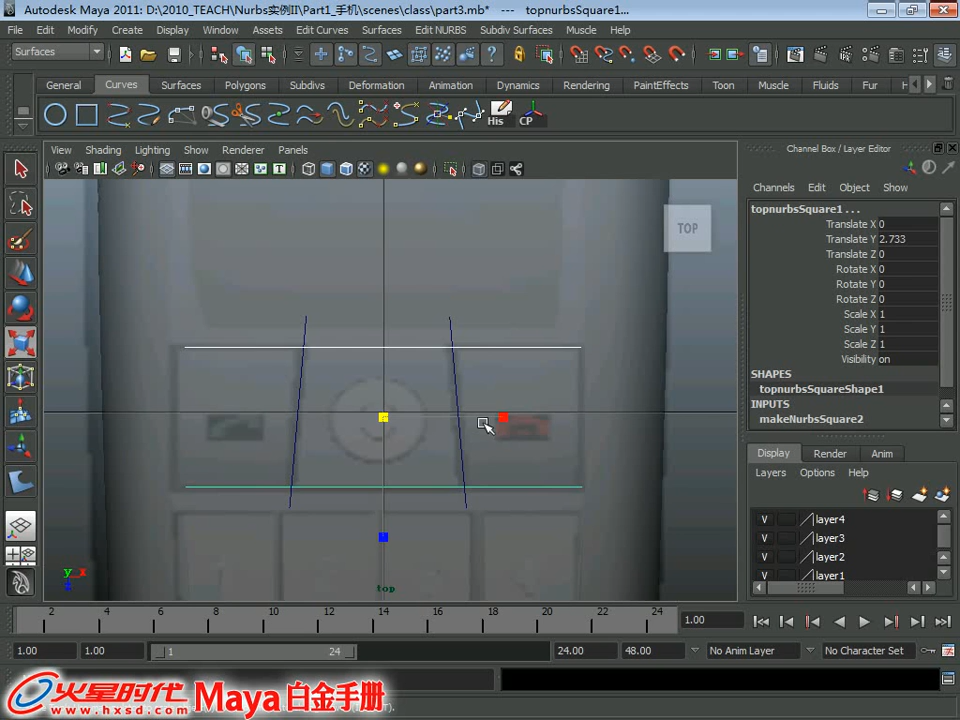 Autodesk Maya 2011: D:\2010_TEACH\Nurbs实例II\Part1_手机\scenes\class\part3.mb* --- topnurbsSquare1...
File Edit Modify Create Display Window Assets Edit Curves Surfaces Edit NURBS Subdiv Surfaces Muscle Help
Surfaces
General Curves Surfaces Polygons Subdivs Deformation Animation Dynamics Rendering PaintEffects Toon Muscle Fluids Fur
His CP
View Shading Lighting Show Renderer Panels
Channel Box / Layer Editor
Channels Edit Object Show
topnurbsSquare1 ...
Translate X 0
Translate Y 2.733
Translate Z 0
Rotate X 0
Rotate Y 0
Rotate Z 0
Scale X 1
Scale Y 1
Scale Z 1
Visibility on
SHAPES
topnurbsSquareShape1
INPUTS
makeNurbsSquare2
TOP
y x
top
Display Render Anim
Layers Options Help
V layer4
V layer3
V layer2
V layer1
2 4 6 8 10 12 14 16 18 20 22 24
1.00
1.00 1.00 1 24 24.00 48.00 No Anim Layer No Character Set
火星时代 Maya 白金手册
www.hxsd.com